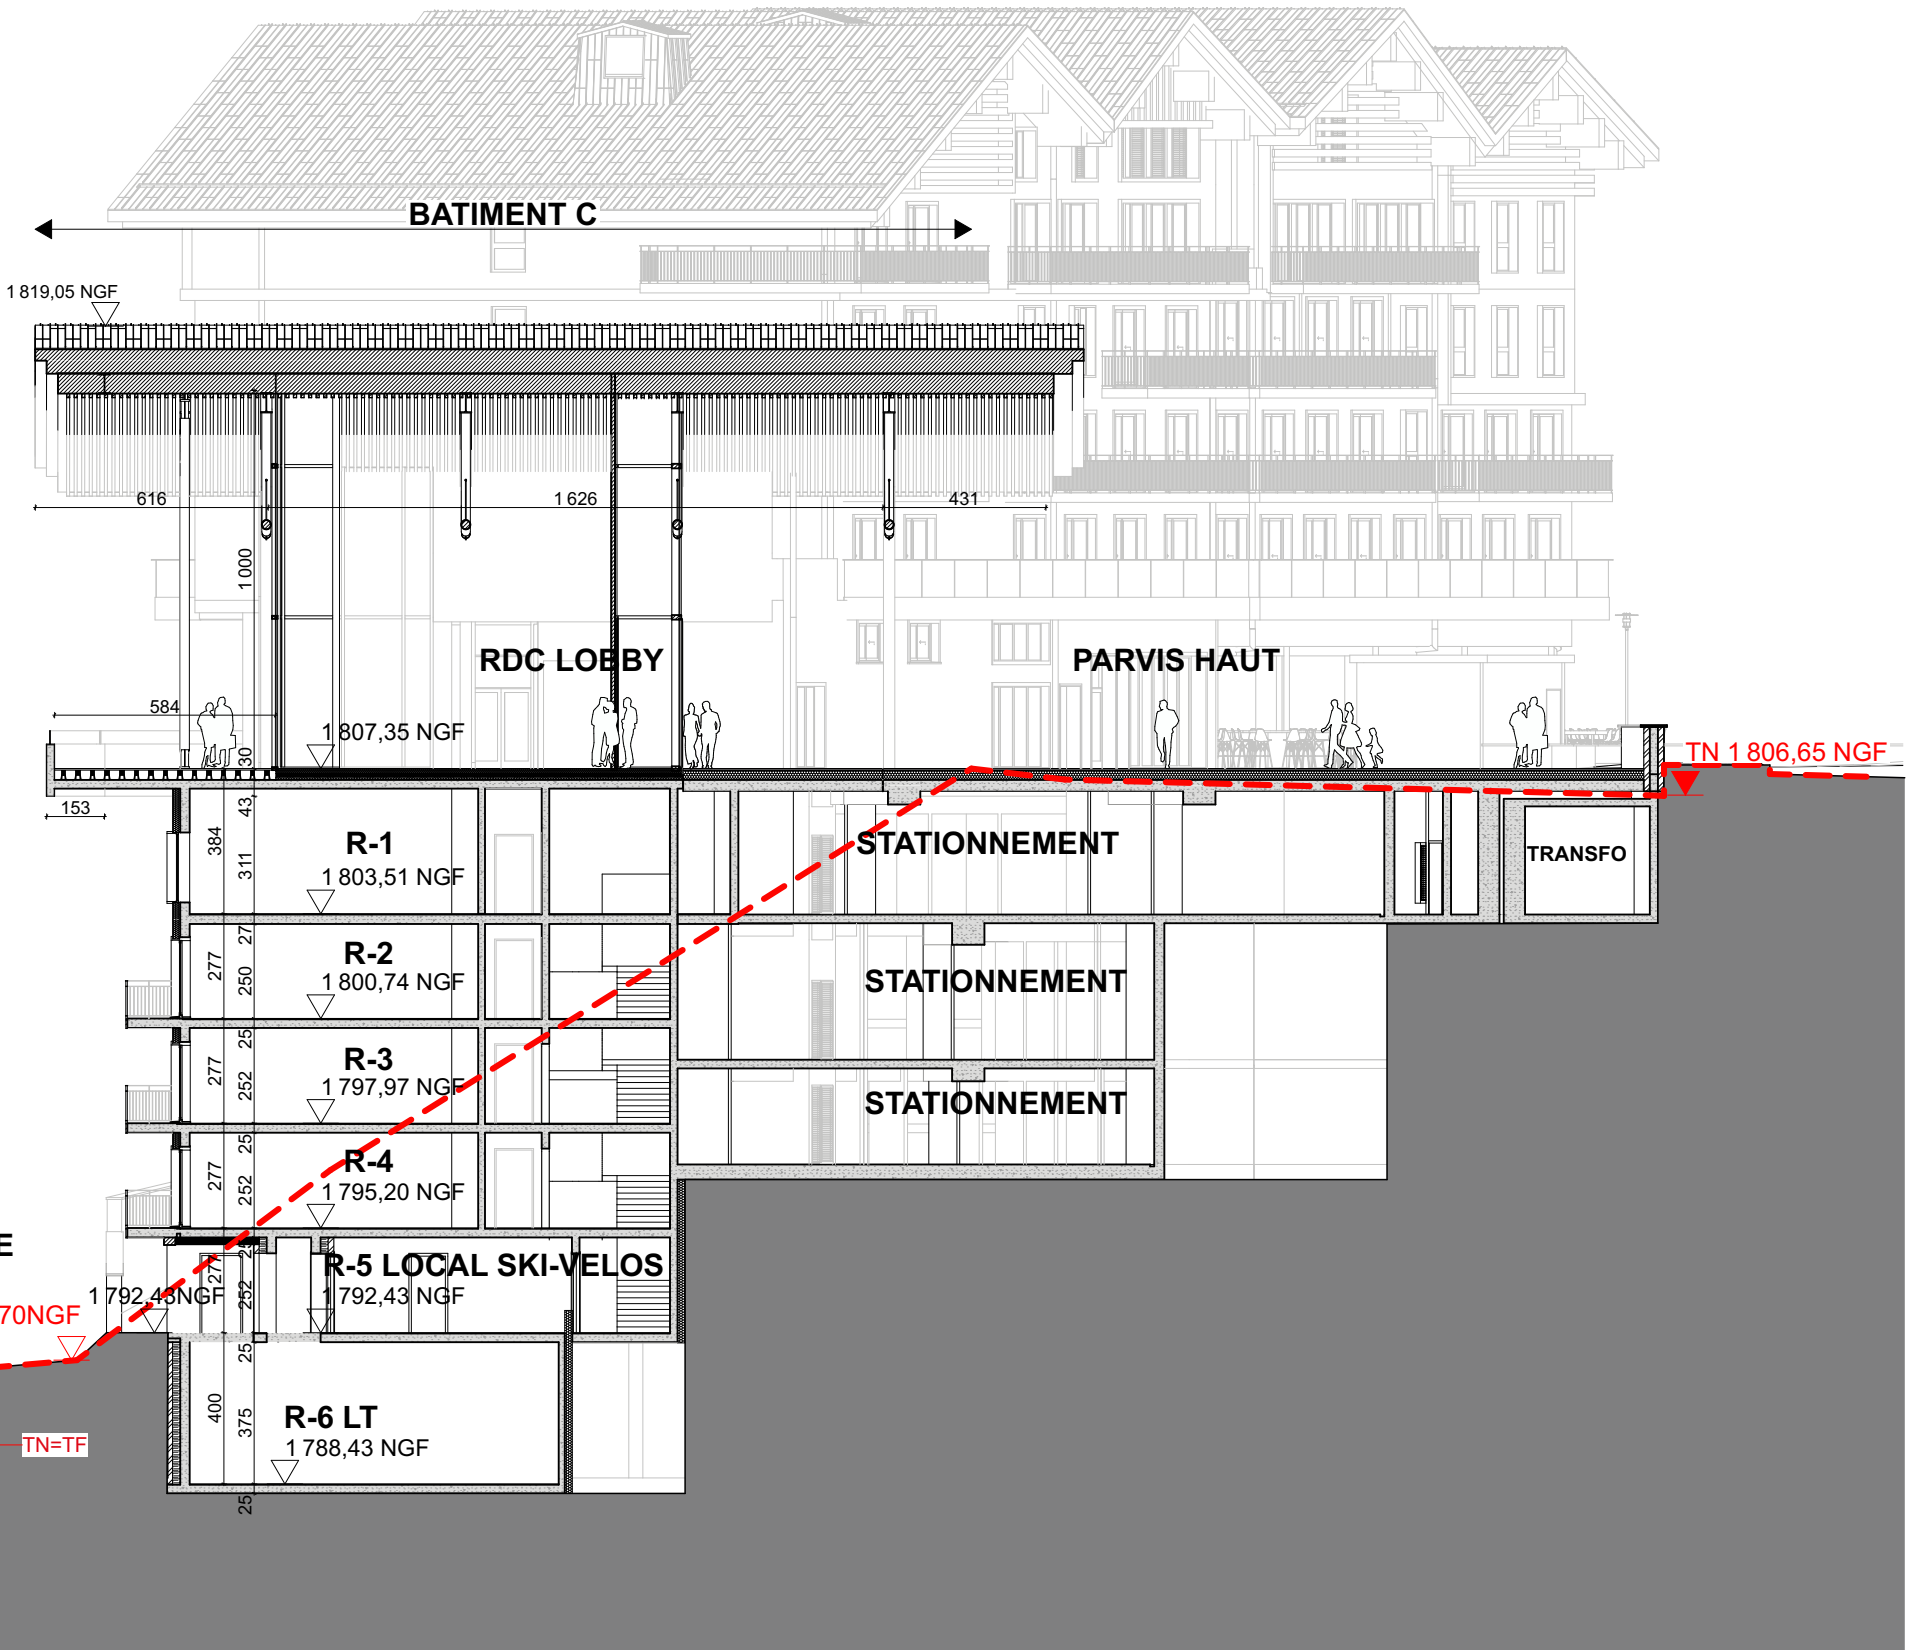 BATIMENT C
1 819,05 NGF
616
1 626
431
1 000
RDC LOBBY
PARVIS HAUT
584
1 807,35 NGF
30
TN 1 806,65 NGF
153
43
384
311
R-1
1 803,51 NGF
STATIONNEMENT
TRANSFO
27
277
250
R-2
1 800,74 NGF
STATIONNEMENT
25
277
252
R-3
1 797,97 NGF
STATIONNEMENT
25
277
252
R-4
1 795,20 NGF
E
25
277
252
R-5 LOCAL SKI-VELOS
1 792,43NGF
1 792,43 NGF
70NGF
25
400
375
R-6 LT
1 788,43 NGF
TN=TF
25